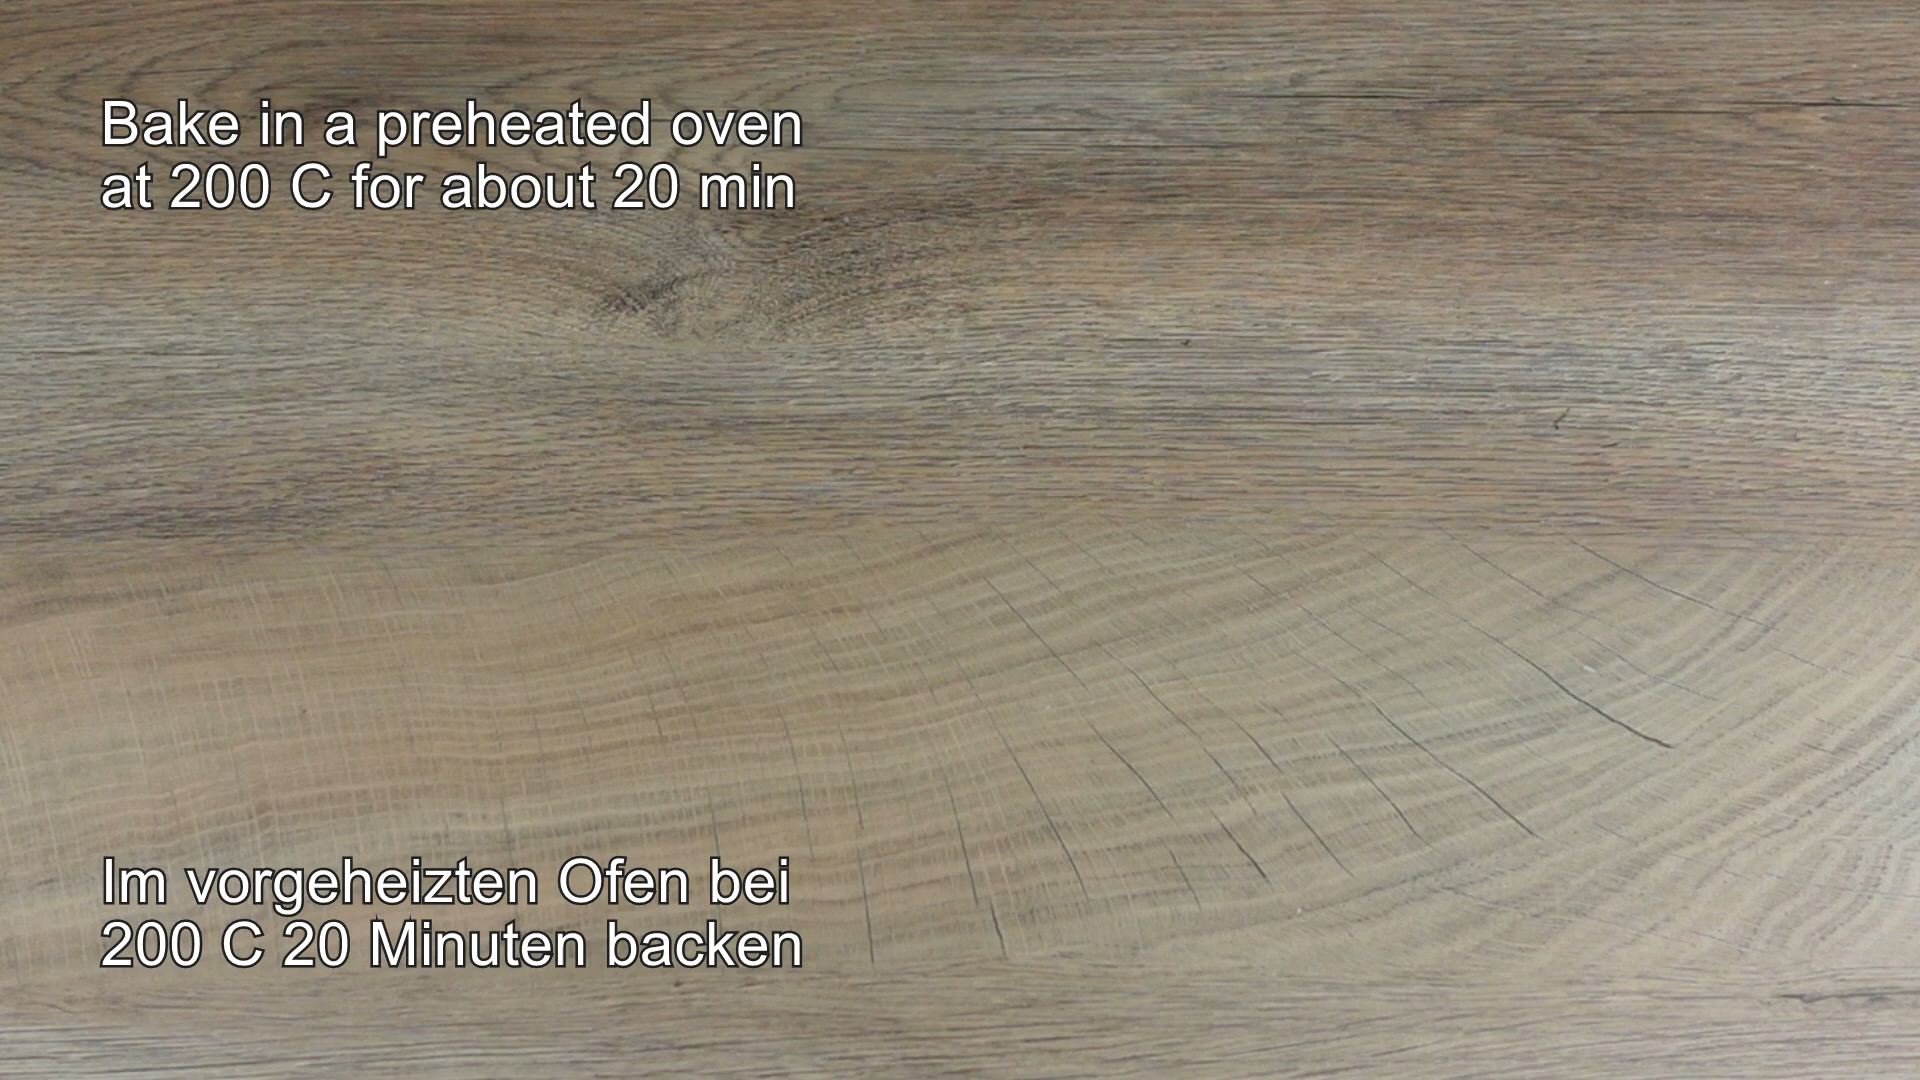 Bake in a preheated oven
at 200 C for about 20 min
Im vorgeheizten Ofen bei
200 C 20 Minuten backen